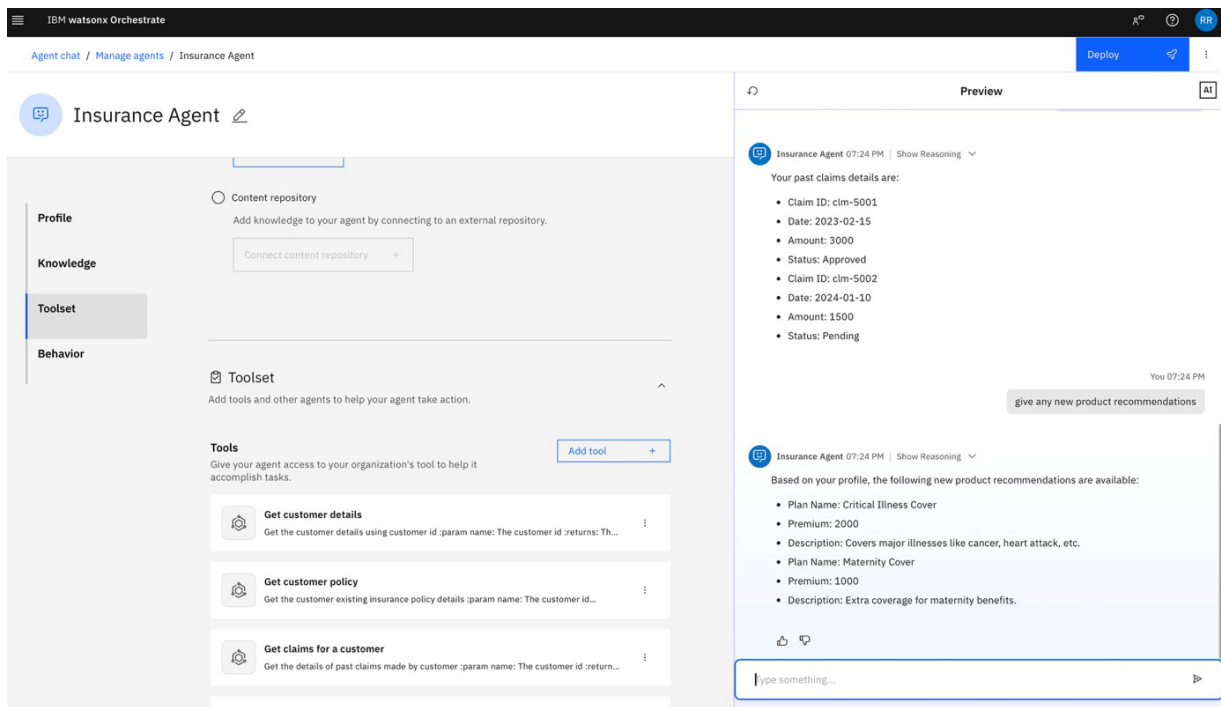 IBM watsonx Orchestrate
RR
Agent chat / Manage agents / Insurance Agent
Deploy
Insurance Agent
Profile
Knowledge
Toolset
Behavior
Content repository
Add knowledge to your agent by connecting to an external repository.
Connect content repository +
Toolset
Add tools and other agents to help your agent take action.
Tools
Add tool +
Give your agent access to your organization's tool to help it
accomplish tasks.
Get customer details
Get the customer details using customer id :param name: The customer id :returns: Th...
Get customer policy
Get the customer existing insurance policy details :param name: The customer id...
Get claims for a customer
Get the details of past claims made by customer :param name: The customer id :return...
Preview
AI
Insurance Agent 07:24 PM | Show Reasoning
Your past claims details are:
• Claim ID: clm-5001
• Date: 2023-02-15
• Amount: 3000
• Status: Approved
• Claim ID: clm-5002
• Date: 2024-01-10
• Amount: 1500
• Status: Pending
You 07:24 PM
give any new product recommendations
Insurance Agent 07:24 PM | Show Reasoning
Based on your profile, the following new product recommendations are available:
• Plan Name: Critical Illness Cover
• Premium: 2000
• Description: Covers major illnesses like cancer, heart attack, etc.
• Plan Name: Maternity Cover
• Premium: 1000
• Description: Extra coverage for maternity benefits.
Type something...